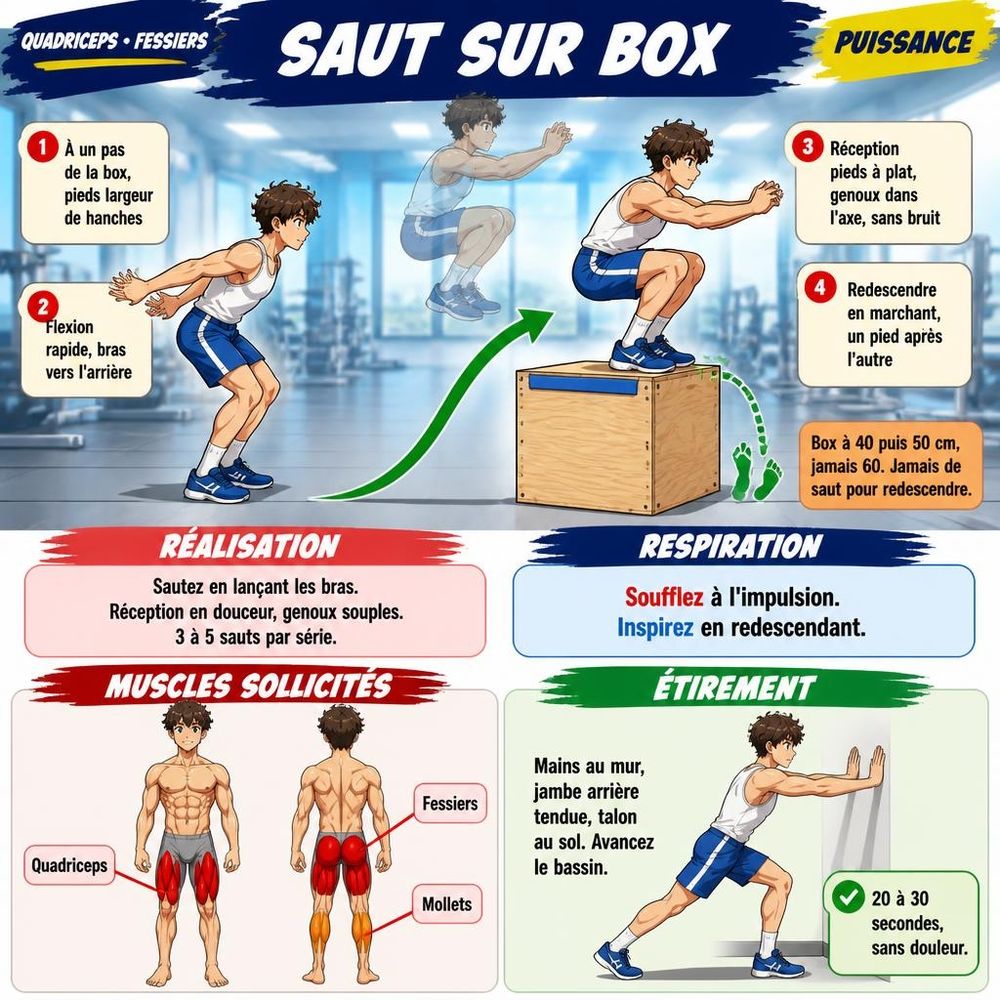 QUADRICEPS • FESSIERS
SAUT SUR BOX
PUISSANCE
1
À un pas
de la box,
pieds largeur
de hanches
2
Flexion
rapide, bras
vers l'arrière
3
Réception
pieds à plat,
genoux dans
l'axe, sans bruit
4
Redescendre
en marchant,
un pied après
l'autre
Box à 40 puis 50 cm,
jamais 60. Jamais de
saut pour redescendre.
RÉALISATION
Sautez en lançant les bras.
Réception en douceur, genoux souples.
3 à 5 sauts par série.
RESPIRATION
Soufflez à l'impulsion.
Inspirez en redescendant.
MUSCLES SOLLICITÉS
Quadriceps
Fessiers
Mollets
ÉTIREMENT
Mains au mur,
jambe arrière
tendue, talon
au sol. Avancez
le bassin.
20 à 30
secondes,
sans douleur.